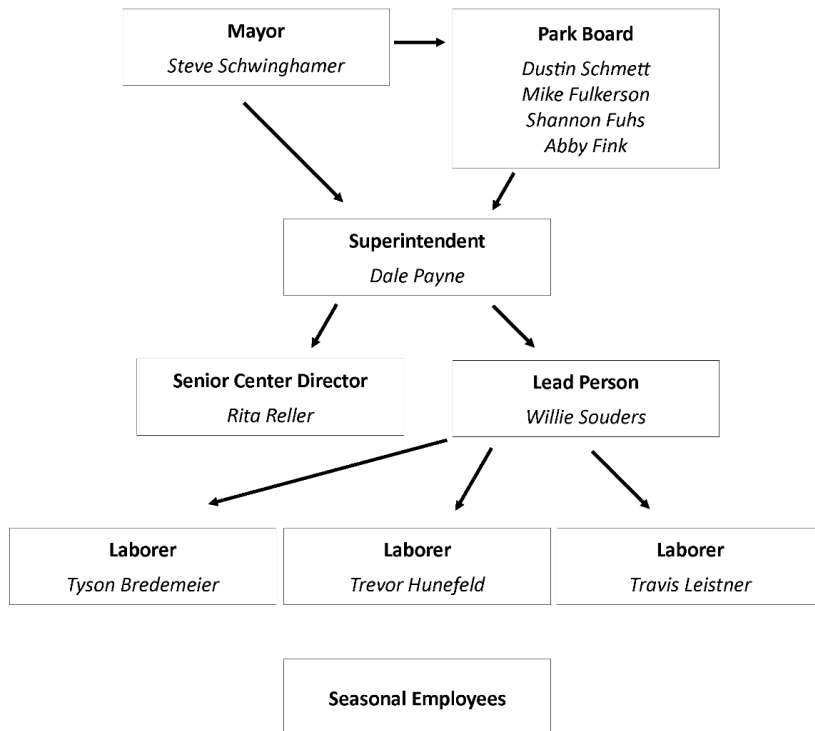 Mayor
Steve Schwinghamer
Park Board
Dustin Schmett
Mike Fulkerson
Shannon Fuhs
Abby Fink
Superintendent
Dale Payne
Senior Center Director
Rita Reller
Lead Person
Willie Souders
Laborer
Tyson Bredemeier
Laborer
Trevor Hunefeld
Laborer
Travis Leistner
Seasonal Employees